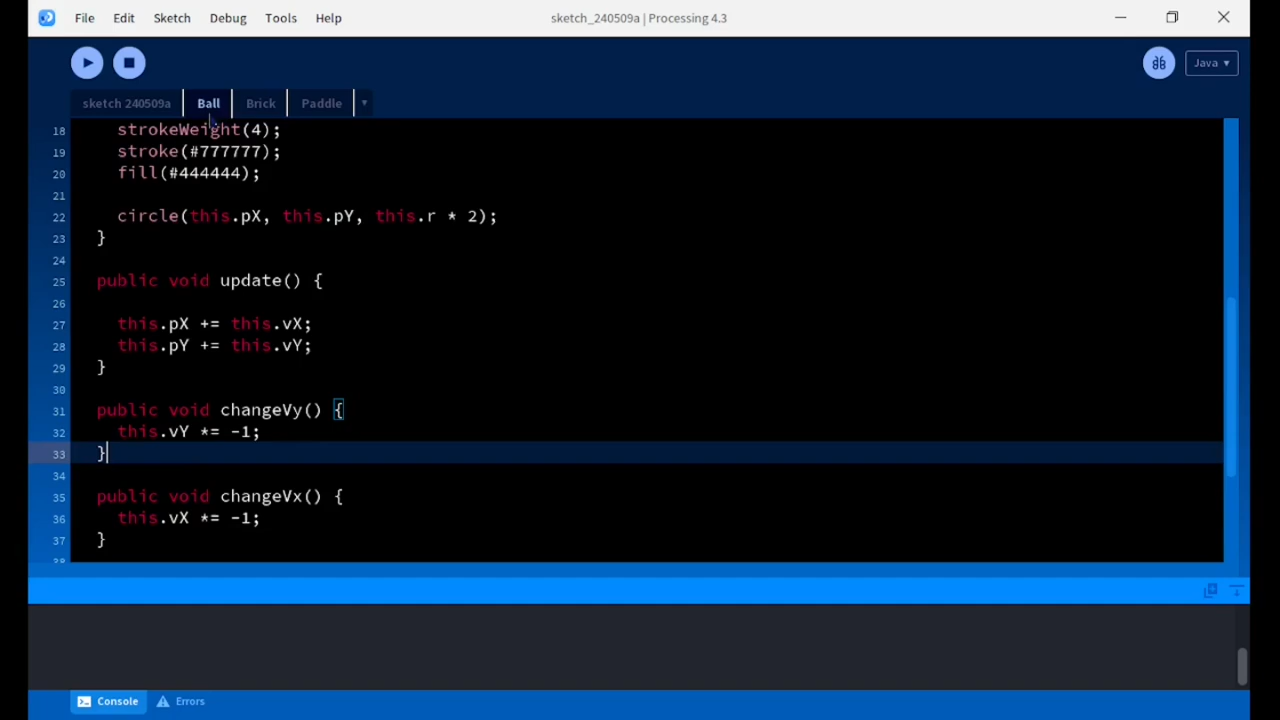 File Edit Sketch Debug Tools Help sketch_240509a | Processing 4.3
Java ▾
sketch 240509a Ball Brick Paddle ▾
18 strokeWeight(4);
19 stroke(#777777);
20 fill(#444444);
21
22 circle(this.pX, this.pY, this.r * 2);
23 }
24
25 public void update() {
26
27 this.pX += this.vX;
28 this.pY += this.vY;
29 }
30
31 public void changeVy() {
32 this.vY *= -1;
33 }
34
35 public void changeVx() {
36 this.vX *= -1;
37 }
38
Console Errors